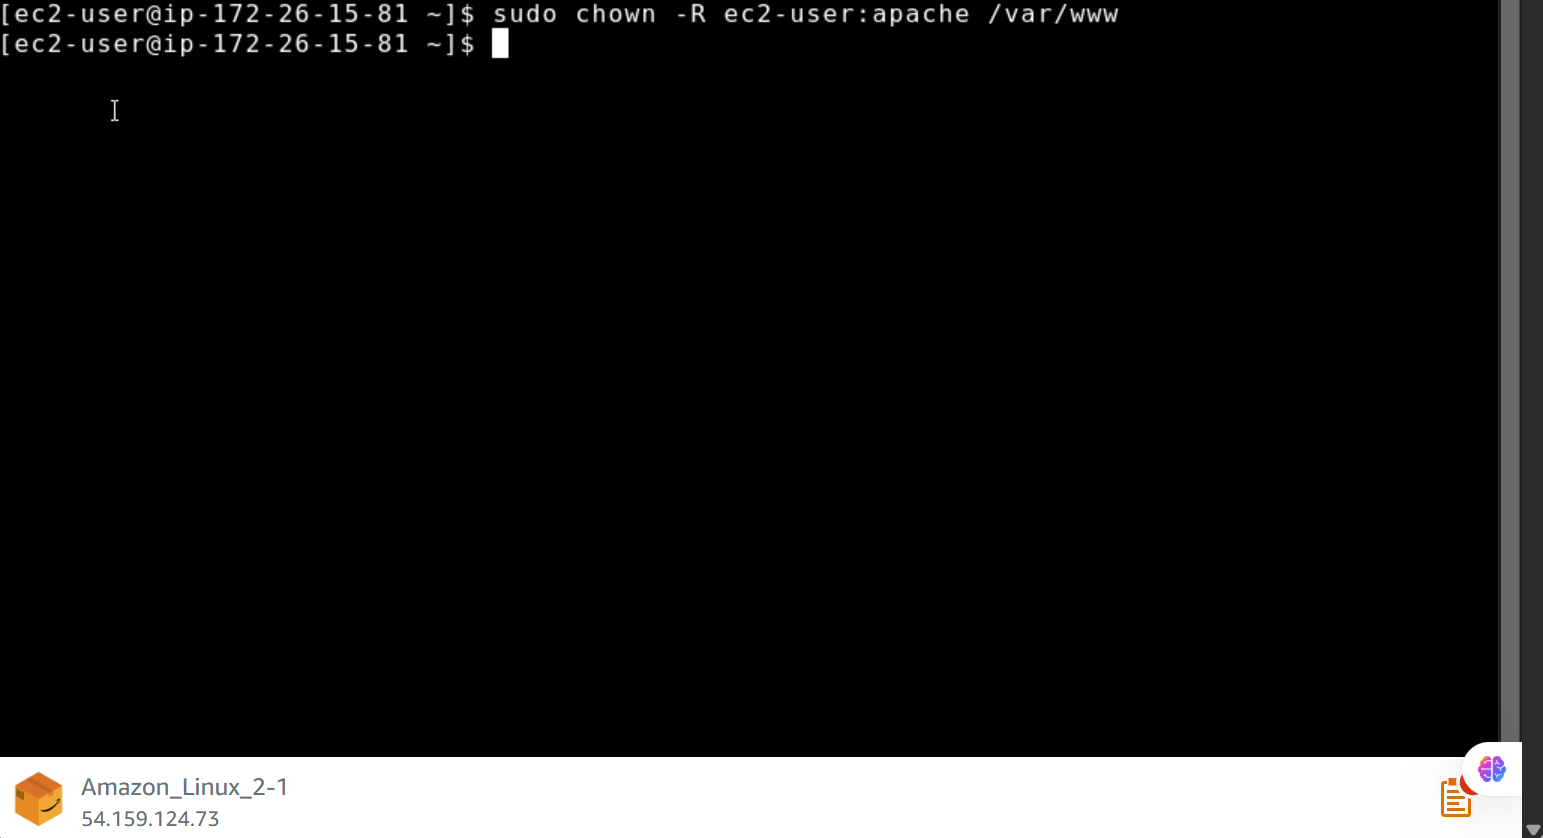 [ec2-user@ip-172-26-15-81 ~]$ sudo chown -R ec2-user:apache /var/www
[ec2-user@ip-172-26-15-81 ~]$
Amazon_Linux_2-1
54.159.124.73